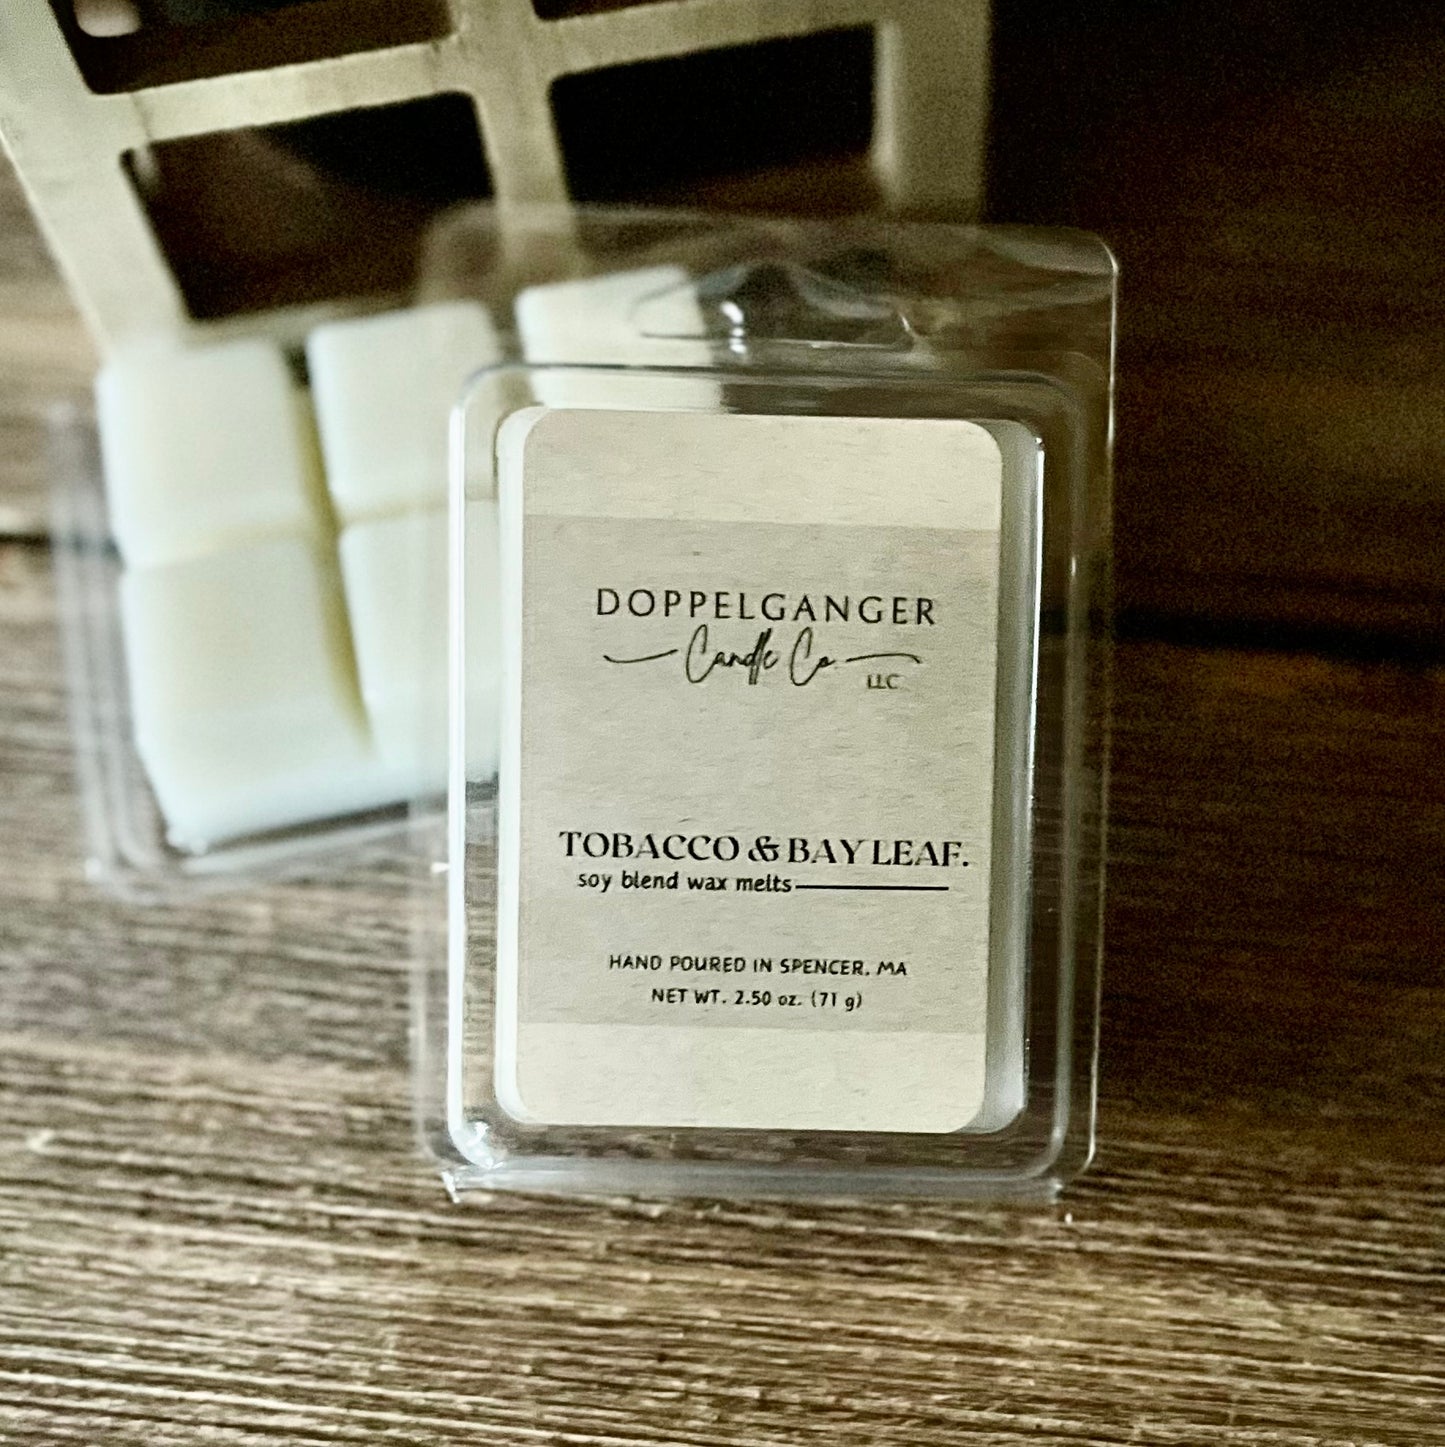 DOPPELGANGER
Candle Co.
LLC
TOBACCO & BAY LEAF.
soy blend wax melts
HAND POURED IN SPENCER, MA
NET WT. 2.50 oz. (71 g)